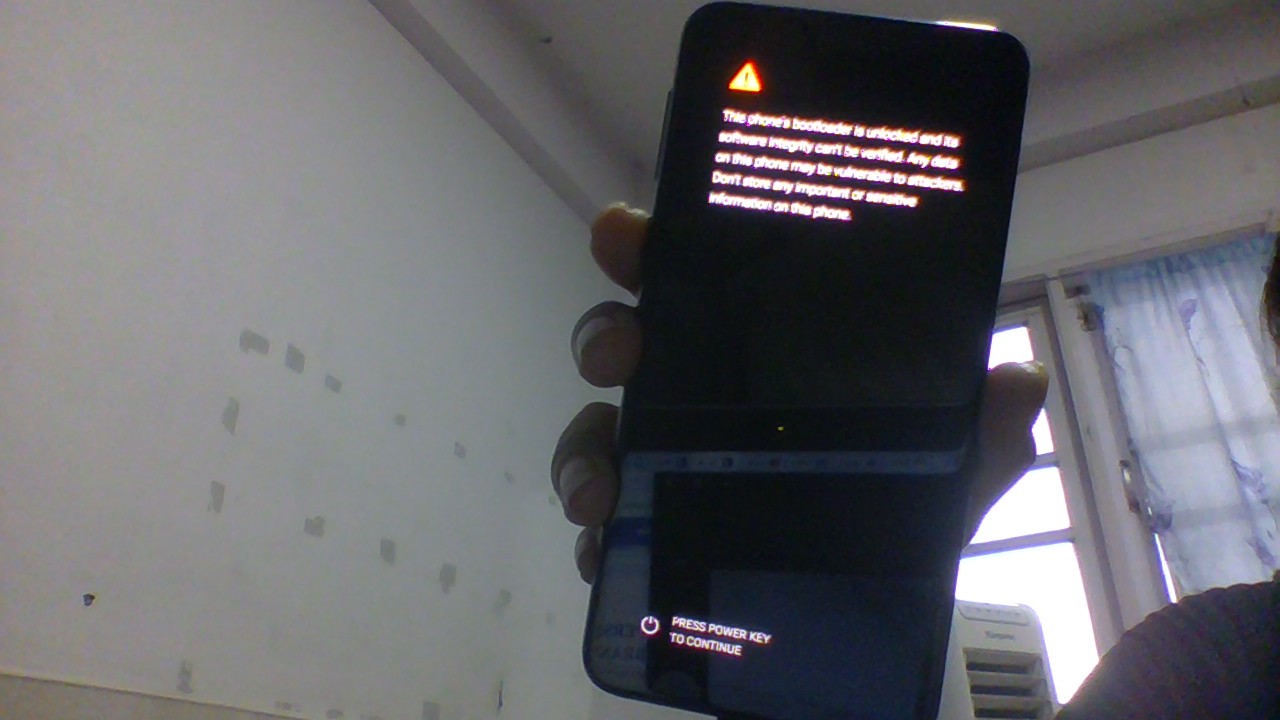 This phone's bootloader is unlocked and its
software integrity can't be verified. Any data
on this phone may be vulnerable to attackers.
Don't store any important or sensitive
information on this phone.
PRESS POWER KEY
TO CONTINUE